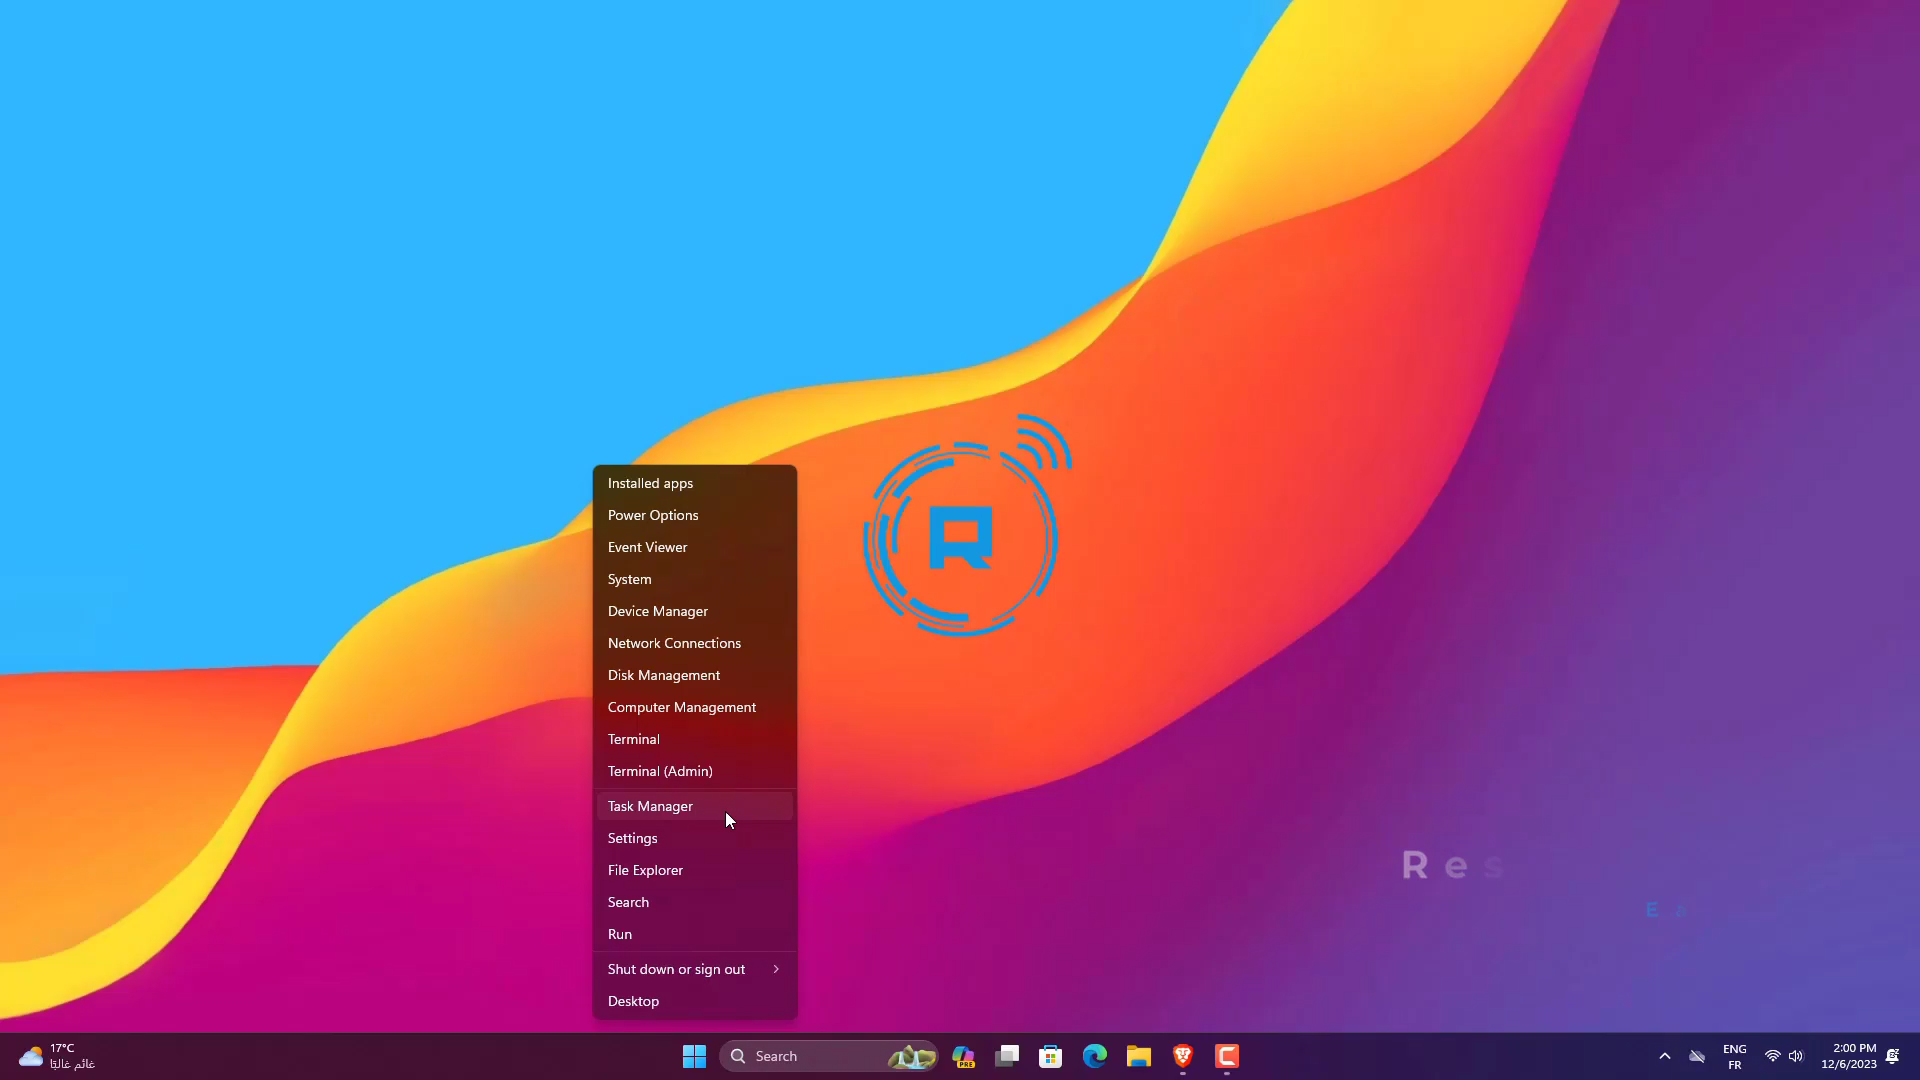 R
Installed apps
Power Options
Event Viewer
System
Device Manager
Network Connections
Disk Management
Computer Management
Terminal
Terminal (Admin)
Task Manager
Settings
File Explorer
Search
Run
Shut down or sign out
Desktop
Res
E
17°C
غائم غالبًا
Search
PRE
ENG
FR
2:00 PM
12/6/2023